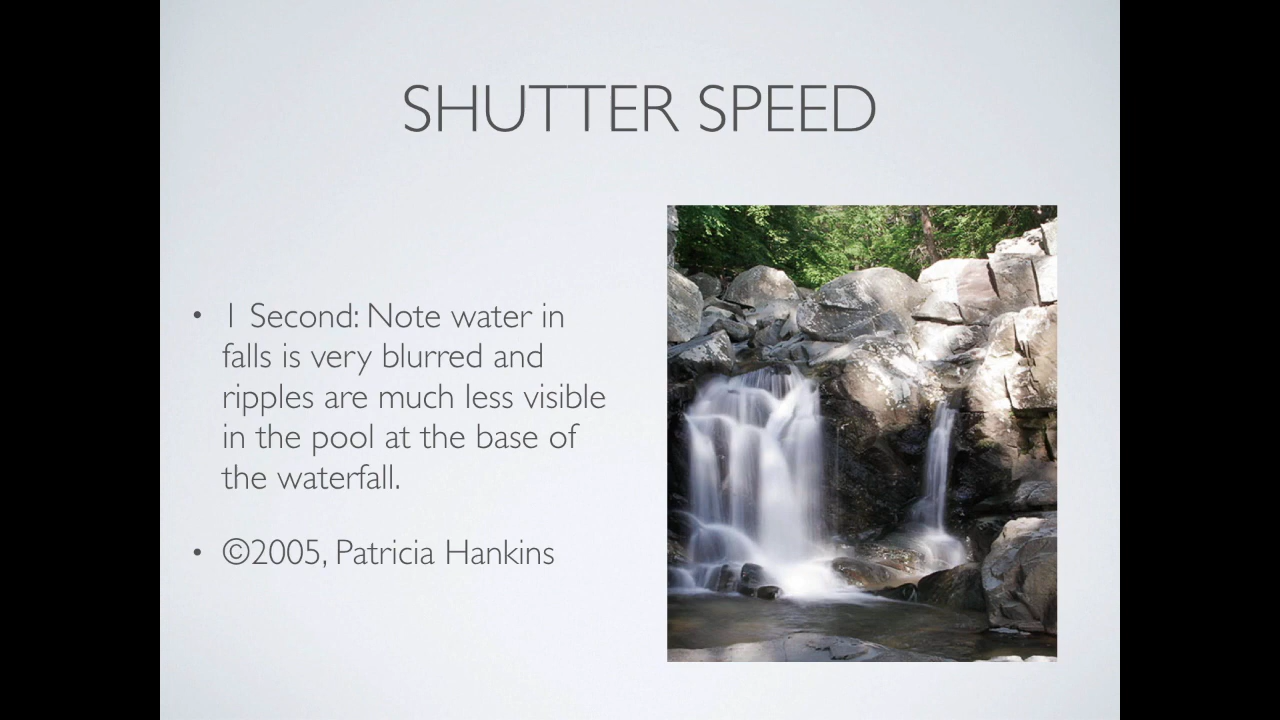 SHUTTER SPEED
• 1 Second: Note water in
falls is very blurred and
ripples are much less visible
in the pool at the base of
the waterfall.
• ©2005, Patricia Hankins